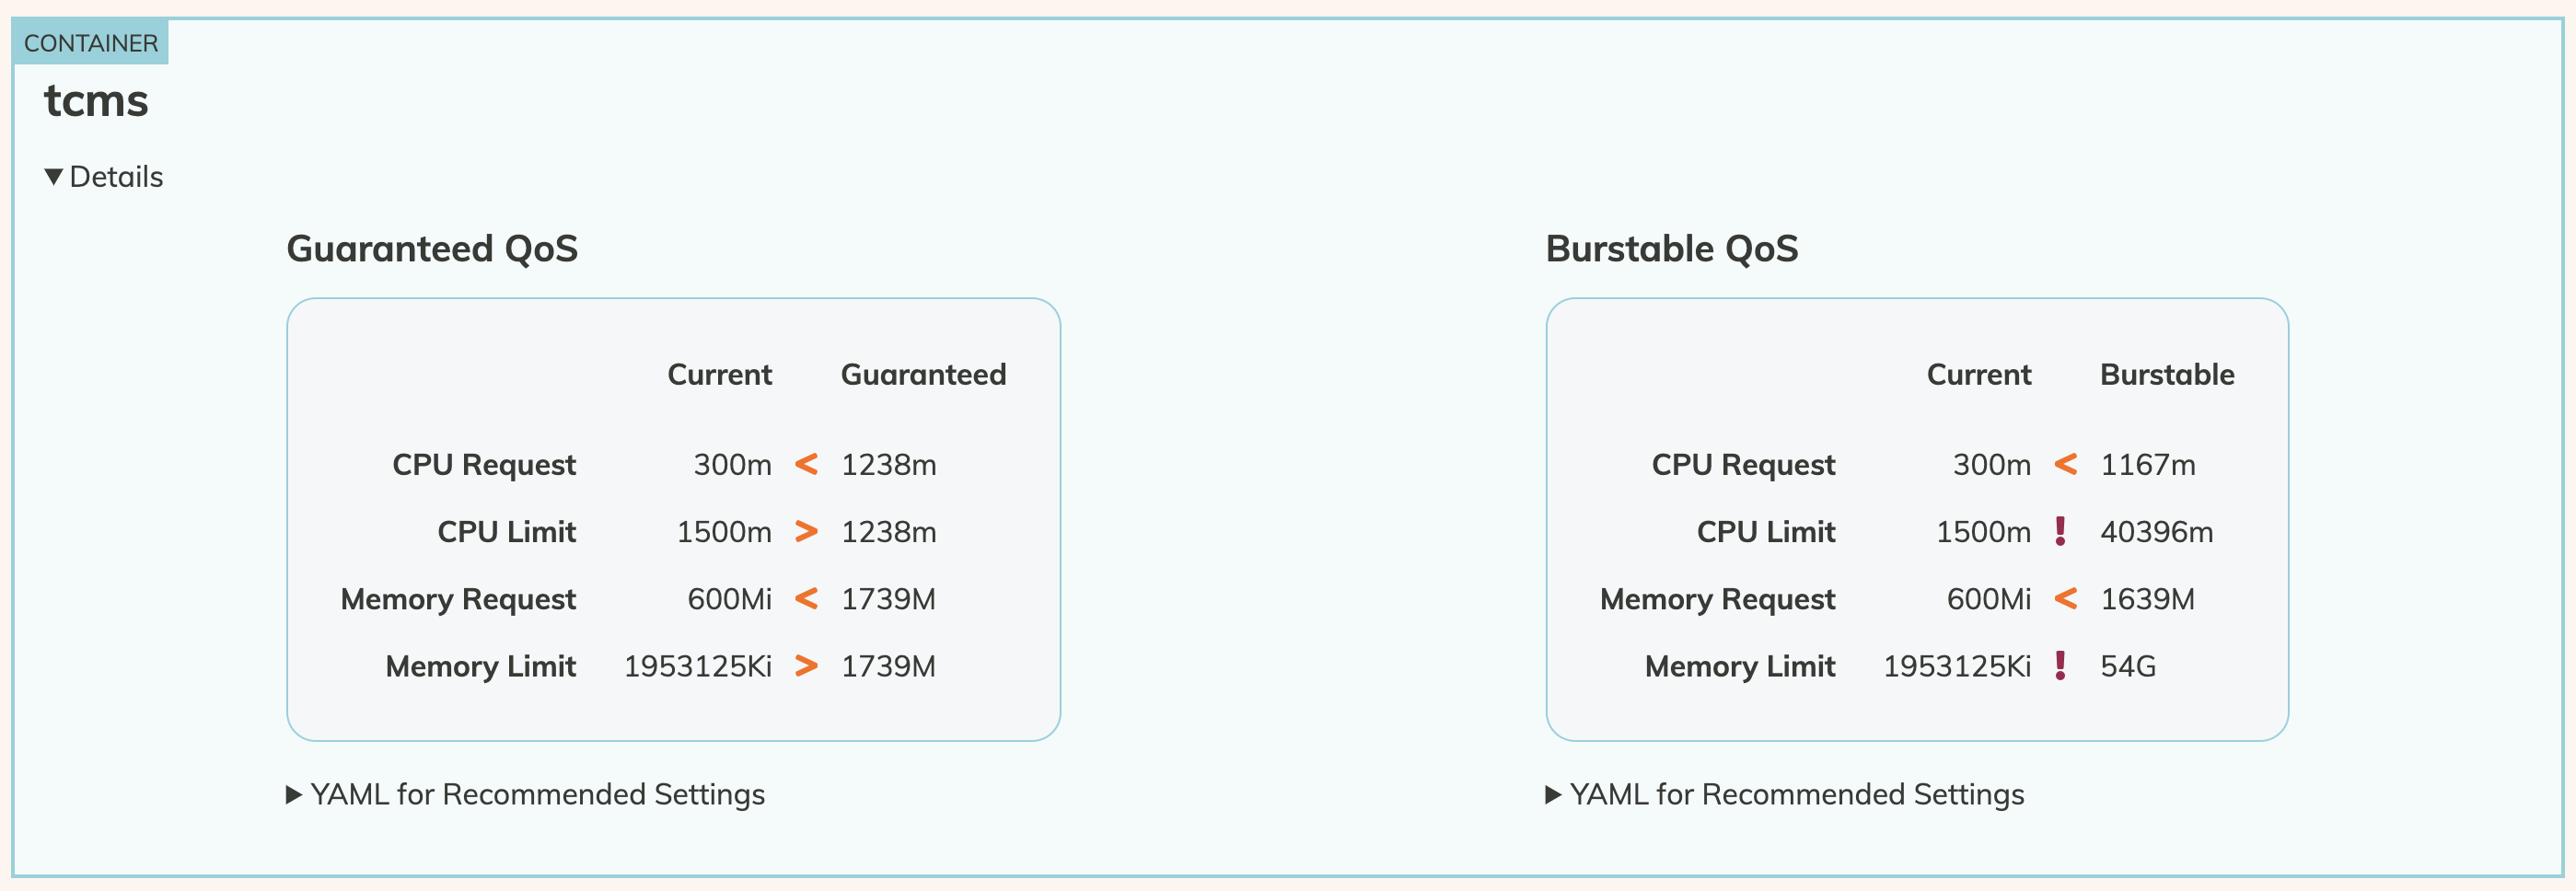 CONTAINER
tcms
▼ Details
Guaranteed QoS
Current Guaranteed
CPU Request 300m < 1238m
CPU Limit 1500m > 1238m
Memory Request 600Mi < 1739M
Memory Limit 1953125Ki > 1739M
▶ YAML for Recommended Settings
Burstable QoS
Current Burstable
CPU Request 300m < 1167m
CPU Limit 1500m ! 40396m
Memory Request 600Mi < 1639M
Memory Limit 1953125Ki ! 54G
▶ YAML for Recommended Settings